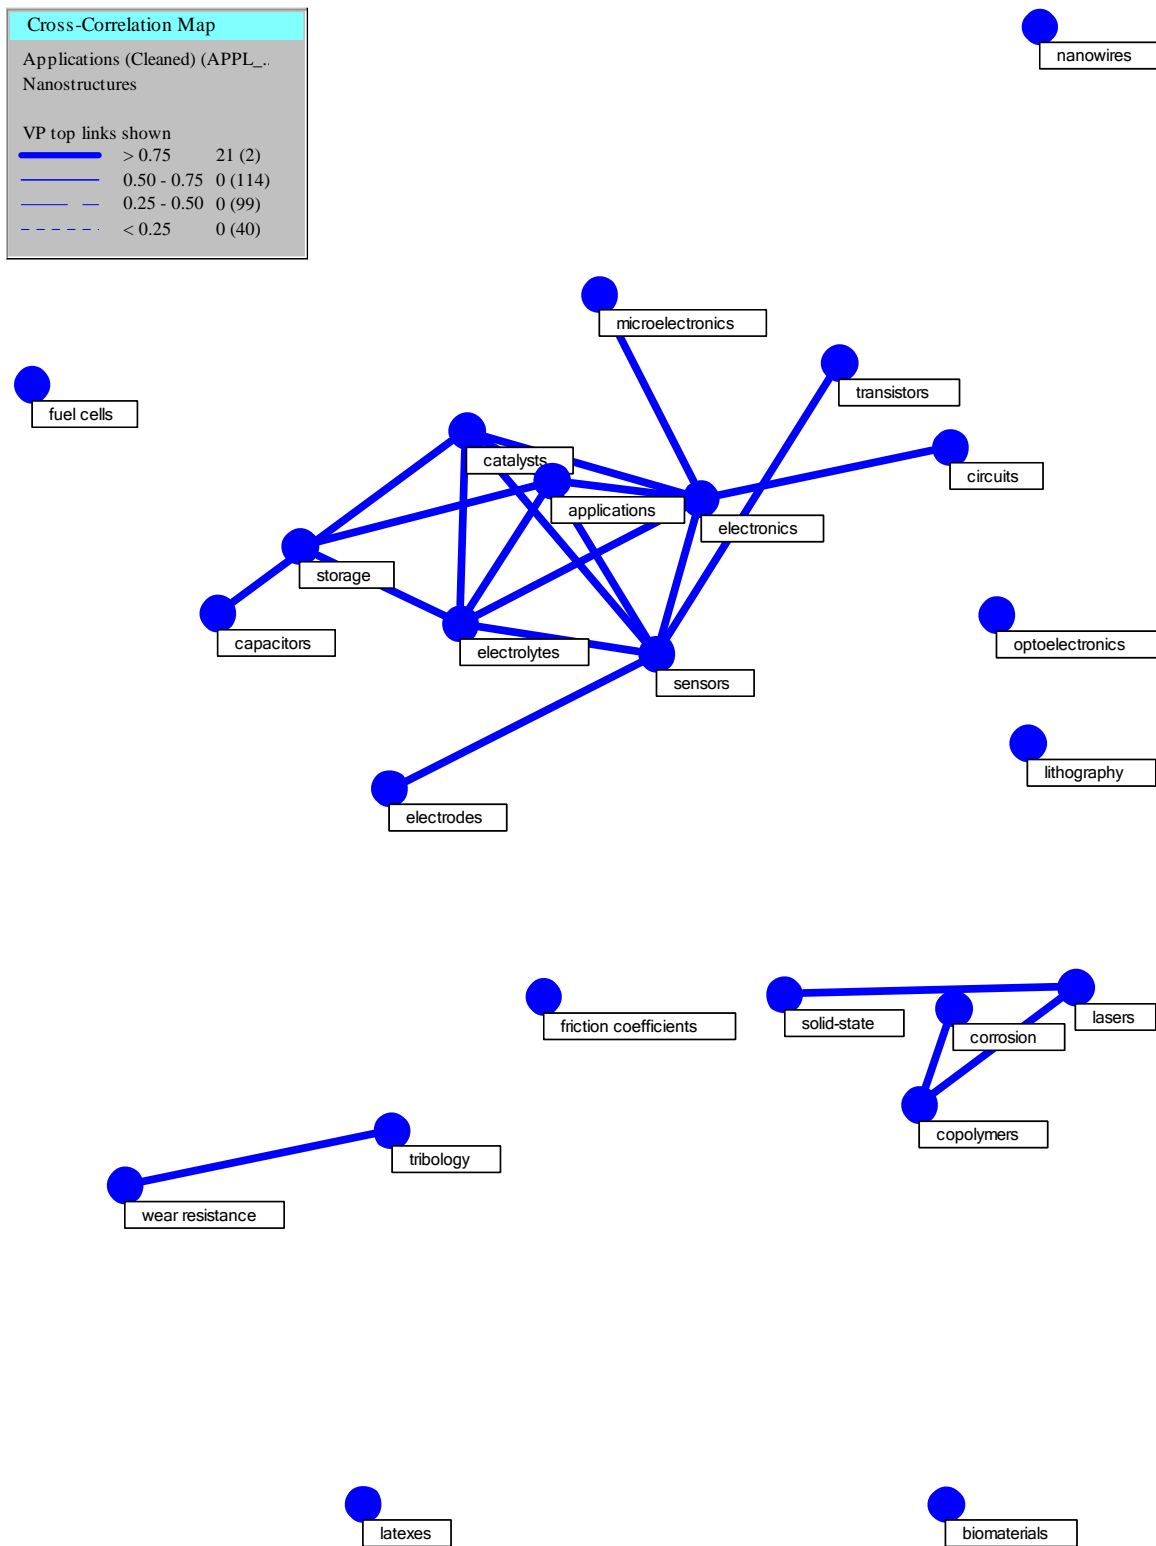 Cross-Correlation Map
Applications (Cleaned) (APPL_..
Nanostructures
VP top links shown
> 0.75 21 (2)
0.50 - 0.75 0 (114)
0.25 - 0.50 0 (99)
< 0.25 0 (40)
nanowires
microelectronics
transistors
fuel cells
catalysts
circuits
applications
electronics
storage
capacitors
electrolytes
optoelectronics
sensors
lithography
electrodes
friction coefficients
solid-state
lasers
corrosion
copolymers
tribology
wear resistance
latexes
biomaterials